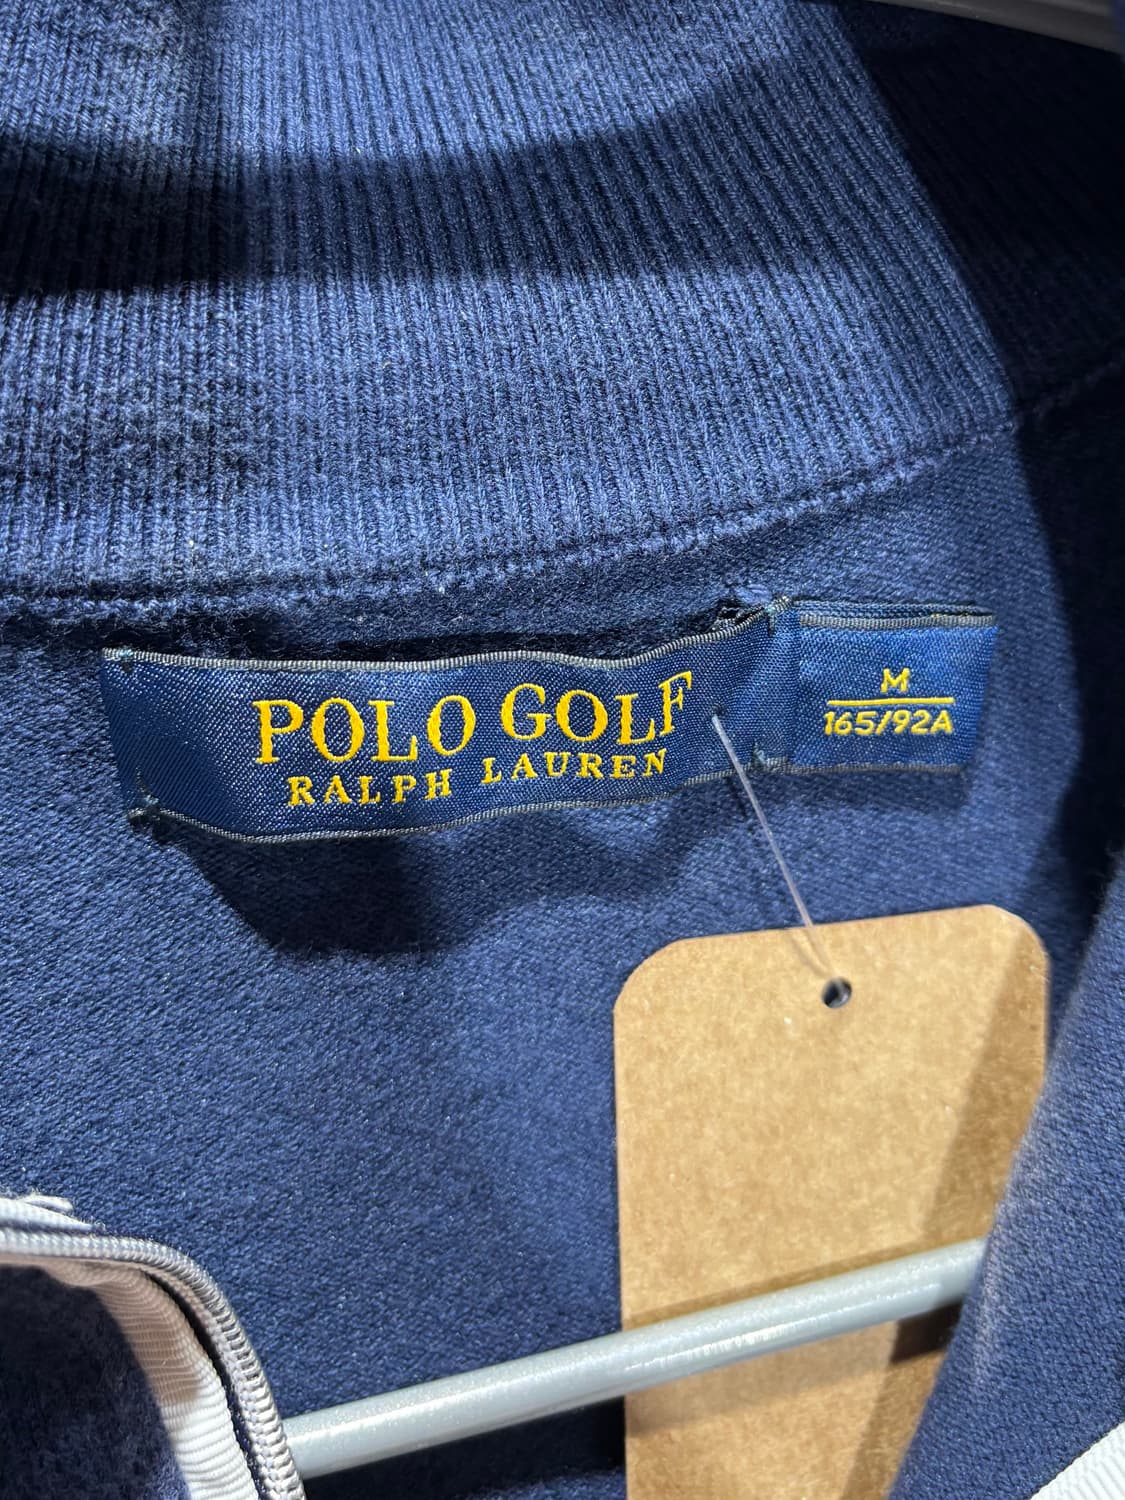 POLO GOLF
RALPH LAUREN
M
165/92A